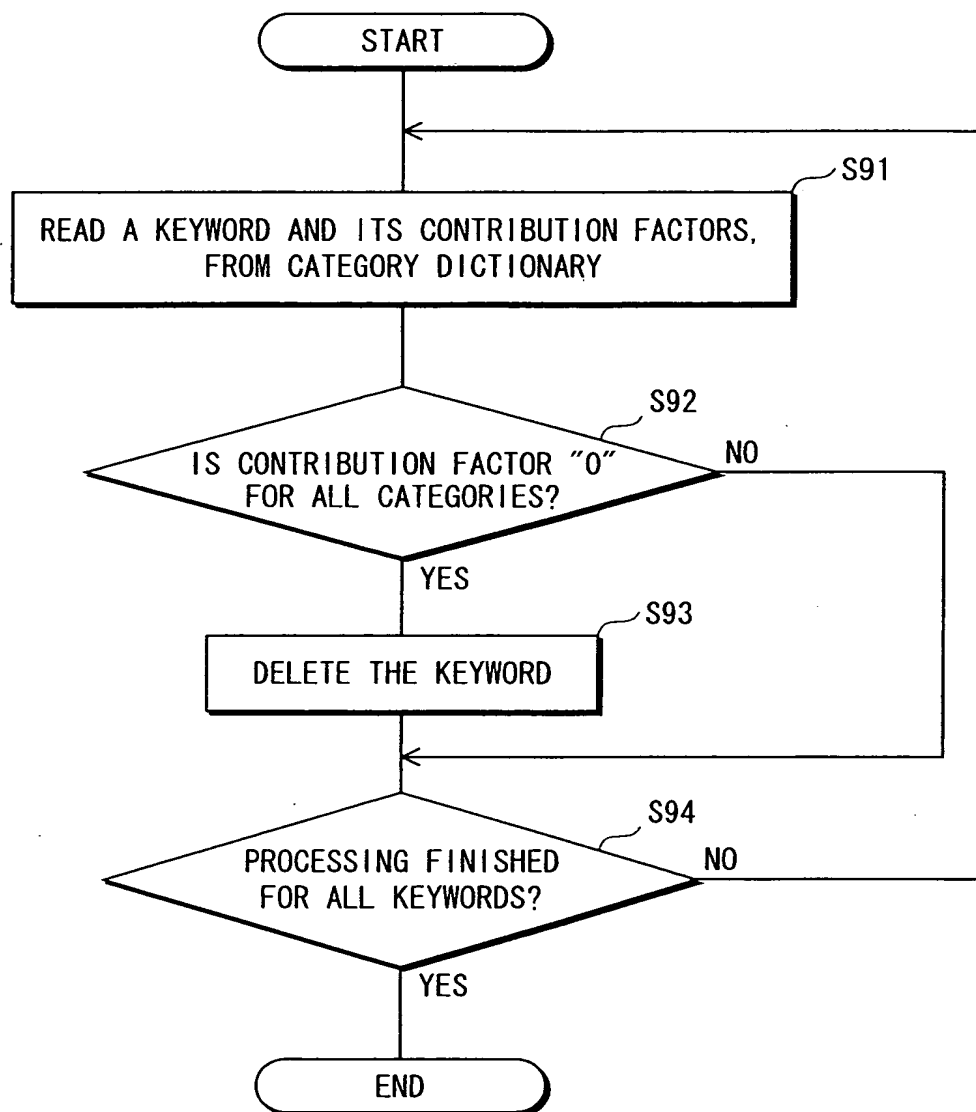 START
S91
READ A KEYWORD AND ITS CONTRIBUTION FACTORS,
FROM CATEGORY DICTIONARY
S92
IS CONTRIBUTION FACTOR "0"
FOR ALL CATEGORIES?
NO
YES
S93
DELETE THE KEYWORD
S94
PROCESSING FINISHED
FOR ALL KEYWORDS?
NO
YES
END